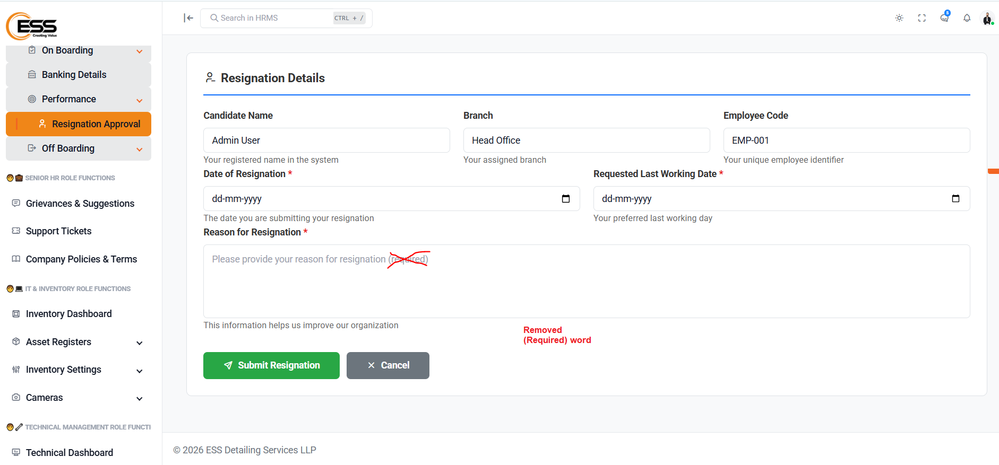 ESS
Creating Value
Search in HRMS
CTRL + /
5
On Boarding
Banking Details
Performance
Resignation Approval
Off Boarding
SENIOR HR ROLE FUNCTIONS
Grievances & Suggestions
Support Tickets
Company Policies & Terms
IT & INVENTORY ROLE FUNCTIONS
Inventory Dashboard
Asset Registers
Inventory Settings
Cameras
TECHNICAL MANAGEMENT ROLE FUNCTI
Technical Dashboard
Resignation Details
Candidate Name
Admin User
Your registered name in the system
Branch
Head Office
Your assigned branch
Employee Code
EMP-001
Your unique employee identifier
Date of Resignation *
dd-mm-yyyy
The date you are submitting your resignation
Requested Last Working Date *
dd-mm-yyyy
Your preferred last working day
Reason for Resignation *
Please provide your reason for resignation (required)
This information helps us improve our organization
Removed
(Required) word
Submit Resignation
Cancel
© 2026 ESS Detailing Services LLP